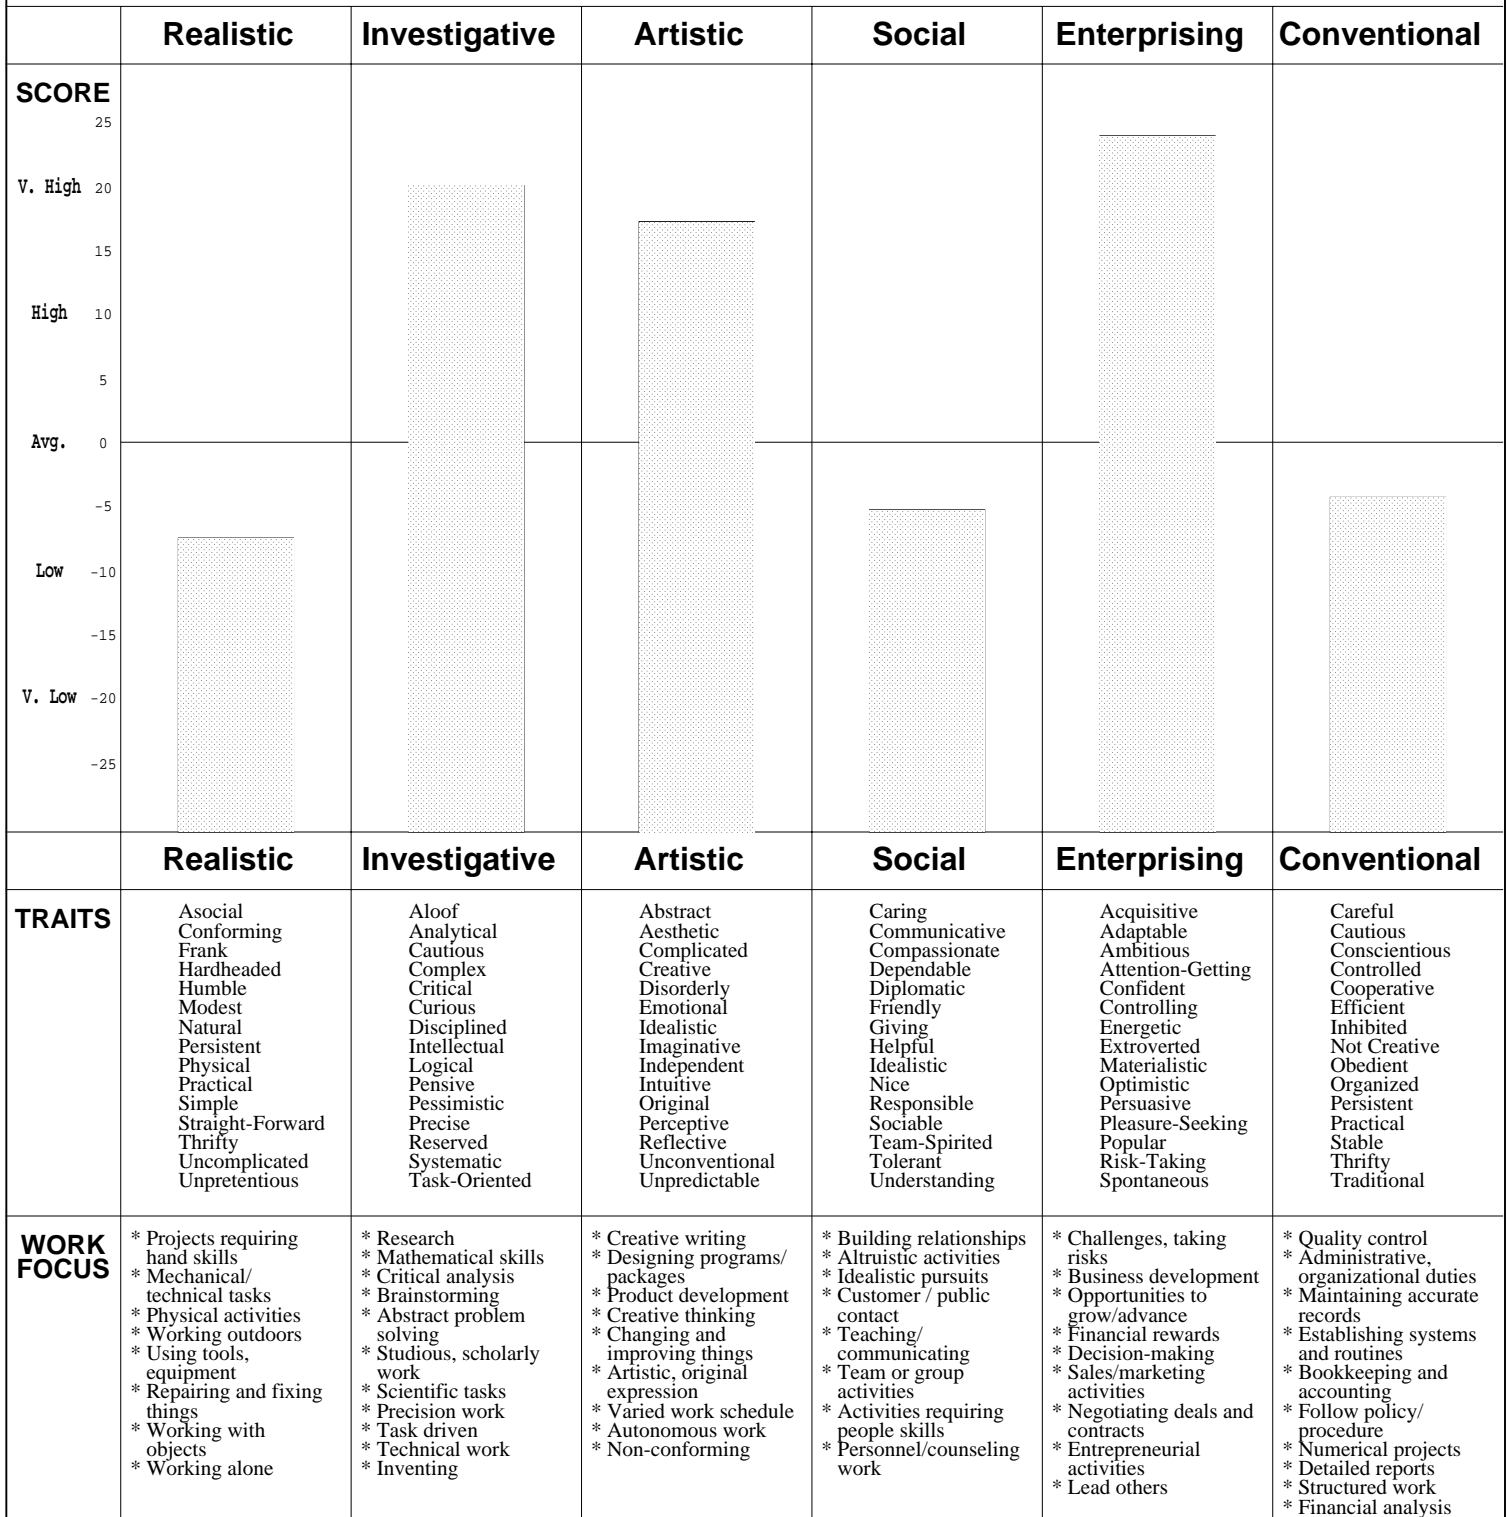 Realistic Investigative Artistic Social Enterprising Conventional
SCORE
25
V. High 20
15
High 10
5
Avg. 0
-5
Low -10
-15
V. Low -20
-25
Realistic Investigative Artistic Social Enterprising Conventional
TRAITS
Asocial
Conforming
Frank
Hardheaded
Humble
Modest
Natural
Persistent
Physical
Practical
Simple
Straight-Forward
Thrifty
Uncomplicated
Unpretentious
Aloof
Analytical
Cautious
Complex
Critical
Curious
Disciplined
Intellectual
Logical
Pensive
Pessimistic
Precise
Reserved
Systematic
Task-Oriented
Abstract
Aesthetic
Complicated
Creative
Disorderly
Emotional
Idealistic
Imaginative
Independent
Intuitive
Original
Perceptive
Reflective
Unconventional
Unpredictable
Caring
Communicative
Compassionate
Dependable
Diplomatic
Friendly
Giving
Helpful
Idealistic
Nice
Responsible
Sociable
Team-Spirited
Tolerant
Understanding
Acquisitive
Adaptable
Ambitious
Attention-Getting
Confident
Controlling
Energetic
Extroverted
Materialistic
Optimistic
Persuasive
Pleasure-Seeking
Popular
Risk-Taking
Spontaneous
Careful
Cautious
Conscientious
Controlled
Cooperative
Efficient
Inhibited
Not Creative
Obedient
Organized
Persistent
Practical
Stable
Thrifty
Traditional
WORK
FOCUS
* Projects requiring
hand skills
* Mechanical/
technical tasks
* Physical activities
* Working outdoors
* Using tools,
equipment
* Repairing and fixing
things
* Working with
objects
* Working alone
* Research
* Mathematical skills
* Critical analysis
* Brainstorming
* Abstract problem
solving
* Studious, scholarly
work
* Scientific tasks
* Precision work
* Task driven
* Technical work
* Inventing
* Creative writing
* Designing programs/
packages
* Product development
* Creative thinking
* Changing and
improving things
* Artistic, original
expression
* Varied work schedule
* Autonomous work
* Non-conforming
* Building relationships
* Altruistic activities
* Idealistic pursuits
* Customer / public
contact
* Teaching/
communicating
* Team or group
activities
* Activities requiring
people skills
* Personnel/counseling
work
* Challenges, taking
risks
* Business development
* Opportunities to
grow/advance
* Financial rewards
* Decision-making
* Sales/marketing
activities
* Negotiating deals and
contracts
* Entrepreneurial
activities
* Lead others
* Quality control
* Administrative,
organizational duties
* Maintaining accurate
records
* Establishing systems
and routines
* Bookkeeping and
accounting
* Follow policy/
procedure
* Numerical projects
* Detailed reports
* Structured work
* Financial analysis